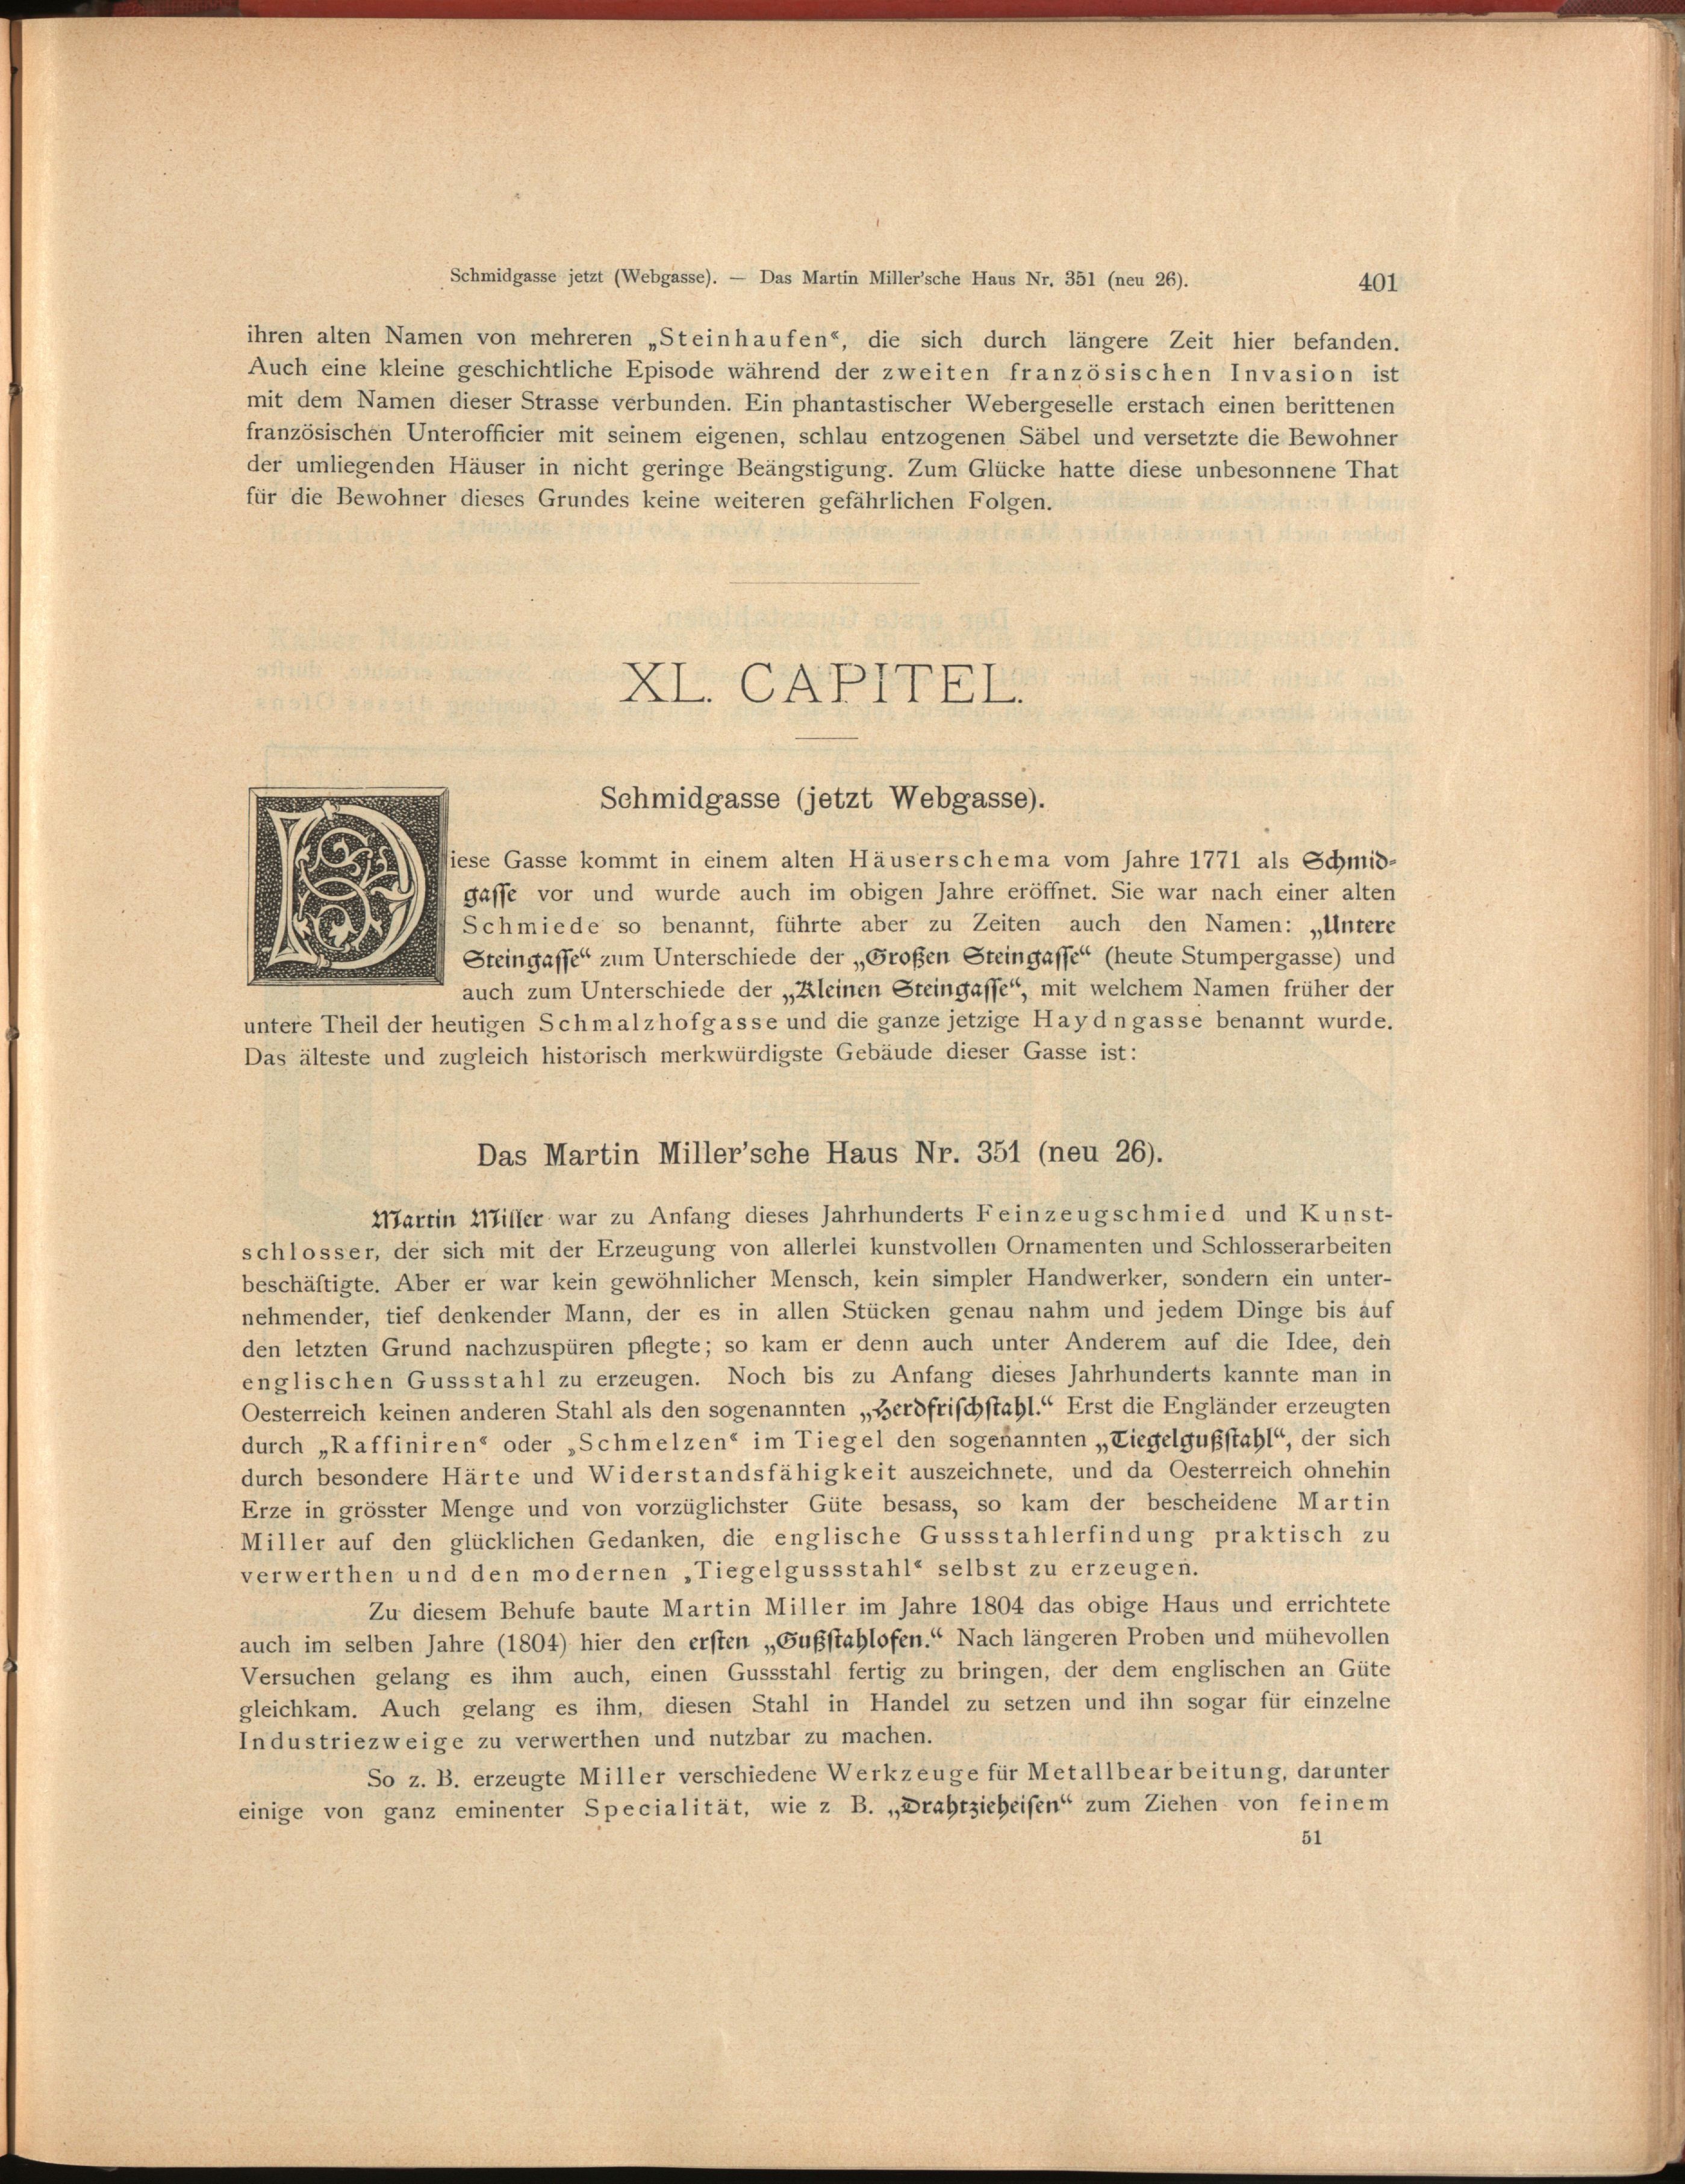 Schmidgasse jetzt (Webgasse). — Das Martin Miller'sche Haus Nr. 351 (neu 26). 401
ihren alten Namen von mehreren „Steinhaufen“, die sich durch längere Zeit hier befanden.
Auch eine kleine geschichtliche Episode während der zweiten französischen Invasion ist
mit dem Namen dieser Strasse verbunden. Ein phantastischer Webergeselle erstach einen berittenen
französischen Unterofficier mit seinem eigenen, schlau entzogenen Säbel und versetzte die Bewohner
der umliegenden Häuser in nicht geringe Beängstigung. Zum Glücke hatte diese unbesonnene That
für die Bewohner dieses Grundes keine weiteren gefährlichen Folgen.
XL. CAPITEL.
Schmidgasse (jetzt Webgasse).
Diese Gasse kommt in einem alten Häuserschema vom Jahre 1771 als Schmid-
gasse vor und wurde auch im obigen Jahre eröffnet. Sie war nach einer alten
Schmiede so benannt, führte aber zu Zeiten auch den Namen: „Untere
Steingasse“ zum Unterschiede der „Großen Steingasse“ (heute Stumpergasse) und
auch zum Unterschiede der „Kleinen Steingasse“, mit welchem Namen früher der
untere Theil der heutigen Schmalzhofgasse und die ganze jetzige Haydngasse benannt wurde.
Das älteste und zugleich historisch merkwürdigste Gebäude dieser Gasse ist:
Das Martin Miller'sche Haus Nr. 351 (neu 26).
Martin Miller war zu Anfang dieses Jahrhunderts Feinzeugschmied und Kunst-
schlosser, der sich mit der Erzeugung von allerlei kunstvollen Ornamenten und Schlosserarbeiten
beschäftigte. Aber er war kein gewöhnlicher Mensch, kein simpler Handwerker, sondern ein unter-
nehmender, tief denkender Mann, der es in allen Stücken genau nahm und jedem Dinge bis auf
den letzten Grund nachzuspüren pflegte; so kam er denn auch unter Anderem auf die Idee, den
englischen Gussstahl zu erzeugen. Noch bis zu Anfang dieses Jahrhunderts kannte man in
Oesterreich keinen anderen Stahl als den sogenannten „Herdfrischstahl.“ Erst die Engländer erzeugten
durch „Raffiniren“ oder „Schmelzen“ im Tiegel den sogenannten „Tiegelgußstahl“, der sich
durch besondere Härte und Widerstandsfähigkeit auszeichnete, und da Oesterreich ohnehin
Erze in grösster Menge und von vorzüglichster Güte besass, so kam der bescheidene Martin
Miller auf den glücklichen Gedanken, die englische Gussstahlerfindung praktisch zu
verwerthen und den modernen „Tiegelgussstahl“ selbst zu erzeugen.
Zu diesem Behufe baute Martin Miller im Jahre 1804 das obige Haus und errichtete
auch im selben Jahre (1804) hier den ersten „Gußstahlofen.“ Nach längeren Proben und mühevollen
Versuchen gelang es ihm auch, einen Gussstahl fertig zu bringen, der dem englischen an Güte
gleichkam. Auch gelang es ihm, diesen Stahl in Handel zu setzen und ihn sogar für einzelne
Industriezweige zu verwerthen und nutzbar zu machen.
So z. B. erzeugte Miller verschiedene Werkzeuge für Metallbearbeitung, darunter
einige von ganz eminenter Specialität, wie z B. „Drahtzieheisen“ zum Ziehen von feinem
51